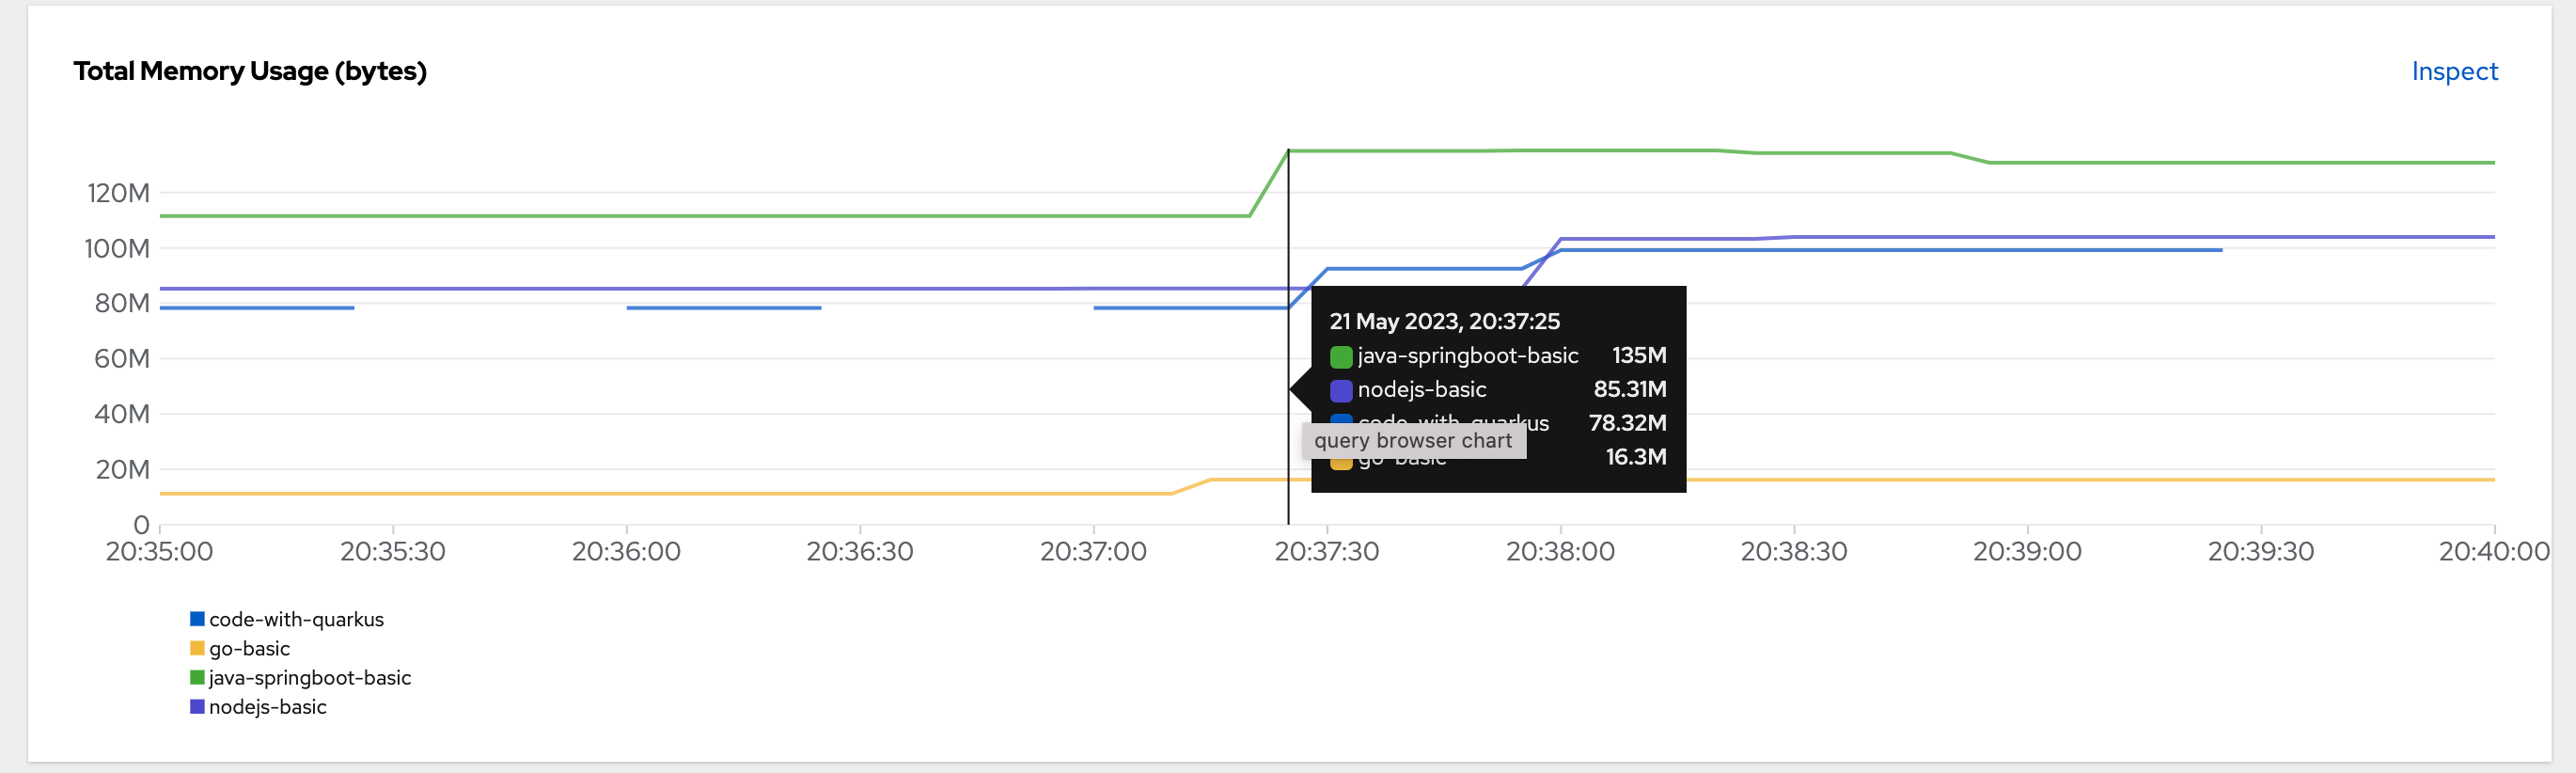 Total Memory Usage (bytes)
Inspect
120M
100M
80M
60M
40M
20M
0
20:35:00 20:35:30 20:36:00 20:36:30 20:37:00 20:37:30 20:38:00 20:38:30 20:39:00 20:39:30 20:40:00
21 May 2023, 20:37:25
java-springboot-basic 135M
nodejs-basic 85.31M
code-with-quarkus 78.32M
query browser chart
go-basic 16.3M
code-with-quarkus
go-basic
java-springboot-basic
nodejs-basic